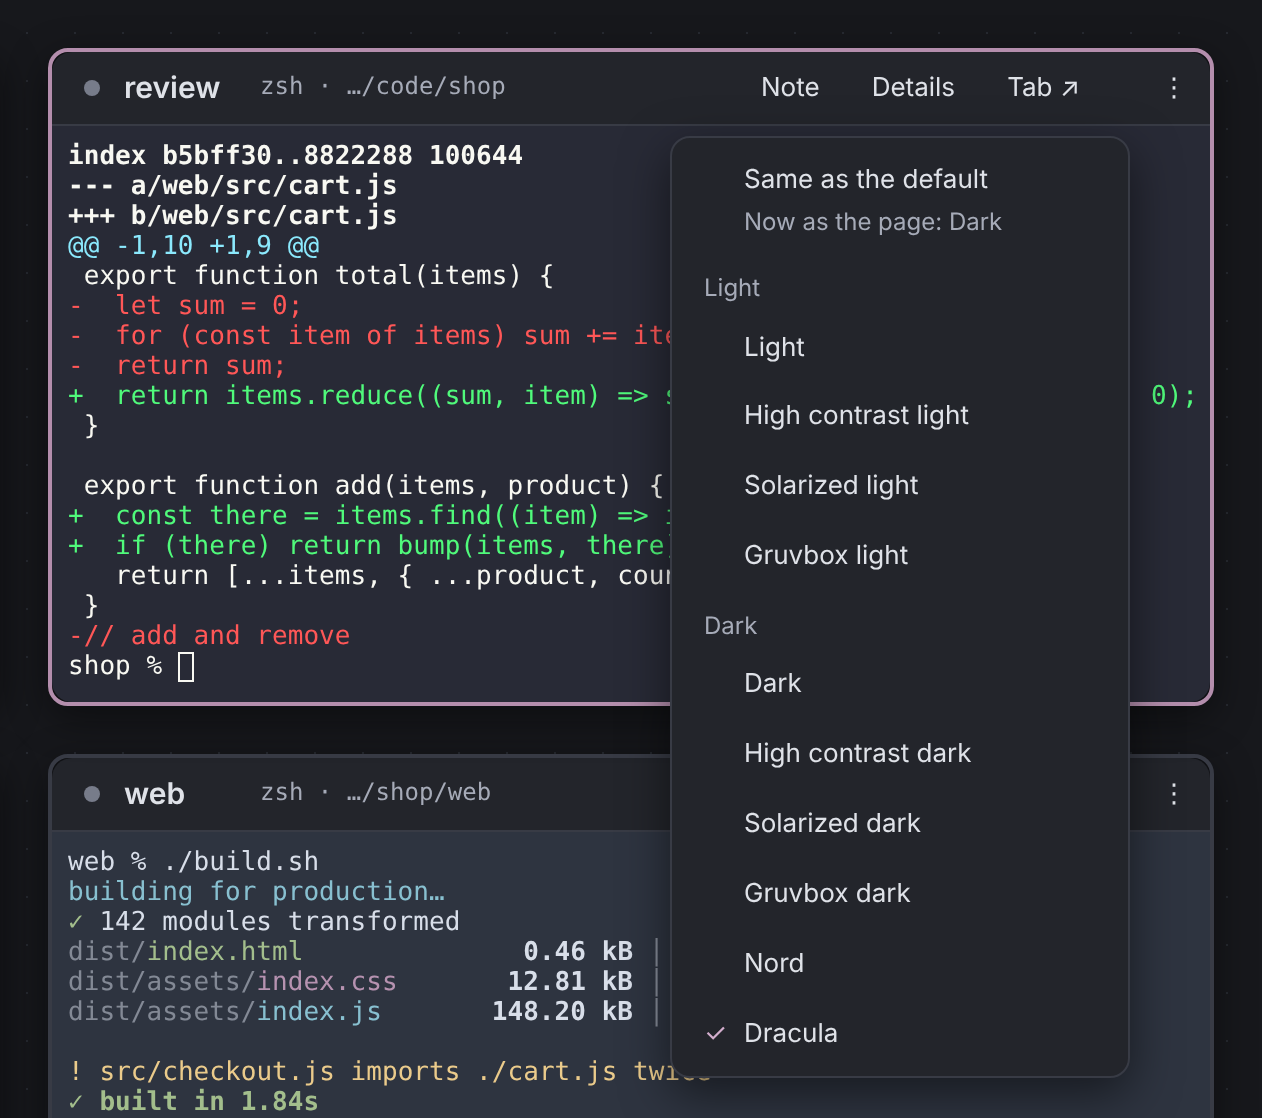 review zsh · …/code/shop Note Details Tab ↗ ⋮
index b5bff30..8822288 100644
--- a/web/src/cart.js
+++ b/web/src/cart.js
@@ -1,10 +1,9 @@
 export function total(items) {
-  let sum = 0;
-  for (const item of items) sum +=
-  return sum;
+  return items.reduce((sum, item) => 0);
 }
 export function add(items, product) {
+  const there = items.find((item) =>
+  if (there) return bump(items, there
   return [...items, { ...product,
 }
-// add and remove
shop %
Same as the default
Now as the page: Dark
Light
Light
High contrast light
Solarized light
Gruvbox light
Dark
Dark
High contrast dark
Solarized dark
Gruvbox dark
Nord
✓ Dracula
web zsh · …/shop/web ⋮
web % ./build.sh
building for production…
✓ 142 modules transformed
dist/index.html 0.46 kB │
dist/assets/index.css 12.81 kB │
dist/assets/index.js 148.20 kB │
! src/checkout.js imports ./cart.js twice
✓ built in 1.84s